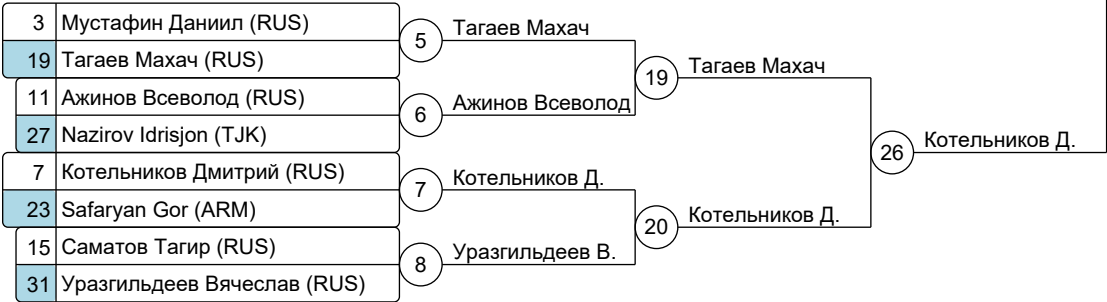 3 Мустафин Даниил (RUS)
19 Тагаев Махач (RUS)
11 Ажинов Всеволод (RUS)
27 Nazirov Idrisjon (TJK)
7 Котельников Дмитрий (RUS)
23 Safaryan Gor (ARM)
15 Саматов Тагир (RUS)
31 Уразгильдеев Вячеслав (RUS)
5 Тагаев Махач
6 Ажинов Всеволод
7 Котельников Д.
8 Уразгильдеев В.
19 Тагаев Махач
20 Котельников Д.
26 Котельников Д.